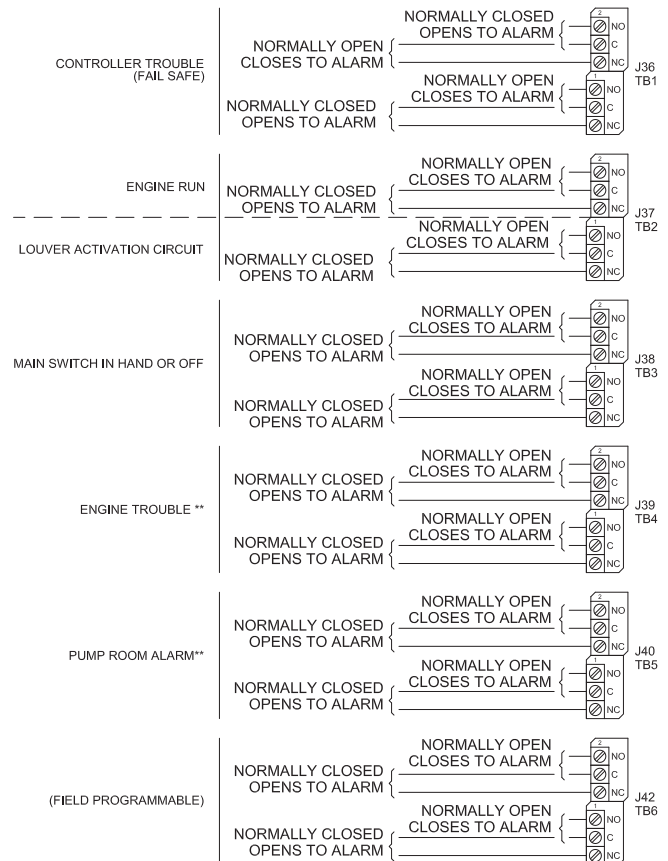 NORMALLY CLOSED
OPENS TO ALARM
2
NO
C
NC
NORMALLY OPEN
CLOSES TO ALARM
CONTROLLER TROUBLE
(FAIL SAFE)
J36
TB1
NORMALLY OPEN
CLOSES TO ALARM
1
NO
C
NC
NORMALLY CLOSED
OPENS TO ALARM
NORMALLY OPEN
CLOSES TO ALARM
2
NO
C
NC
ENGINE RUN
NORMALLY CLOSED
OPENS TO ALARM
J37
TB2
NORMALLY OPEN
CLOSES TO ALARM
1
NO
C
NC
LOUVER ACTIVATION CIRCUIT
NORMALLY CLOSED
OPENS TO ALARM
NORMALLY OPEN
CLOSES TO ALARM
2
NO
C
NC
NORMALLY CLOSED
OPENS TO ALARM
MAIN SWITCH IN HAND OR OFF
J38
TB3
NORMALLY OPEN
CLOSES TO ALARM
1
NO
C
NC
NORMALLY CLOSED
OPENS TO ALARM
NORMALLY OPEN
CLOSES TO ALARM
2
NO
C
NC
NORMALLY CLOSED
OPENS TO ALARM
ENGINE TROUBLE **
J39
TB4
NORMALLY OPEN
CLOSES TO ALARM
1
NO
C
NC
NORMALLY CLOSED
OPENS TO ALARM
NORMALLY OPEN
CLOSES TO ALARM
2
NO
C
NC
NORMALLY CLOSED
OPENS TO ALARM
PUMP ROOM ALARM**
J40
TB5
NORMALLY OPEN
CLOSES TO ALARM
1
NO
C
NC
NORMALLY CLOSED
OPENS TO ALARM
NORMALLY OPEN
CLOSES TO ALARM
2
NO
C
NC
NORMALLY CLOSED
OPENS TO ALARM
(FIELD PROGRAMMABLE)
J42
TB6
NORMALLY OPEN
CLOSES TO ALARM
1
NO
C
NC
NORMALLY CLOSED
OPENS TO ALARM